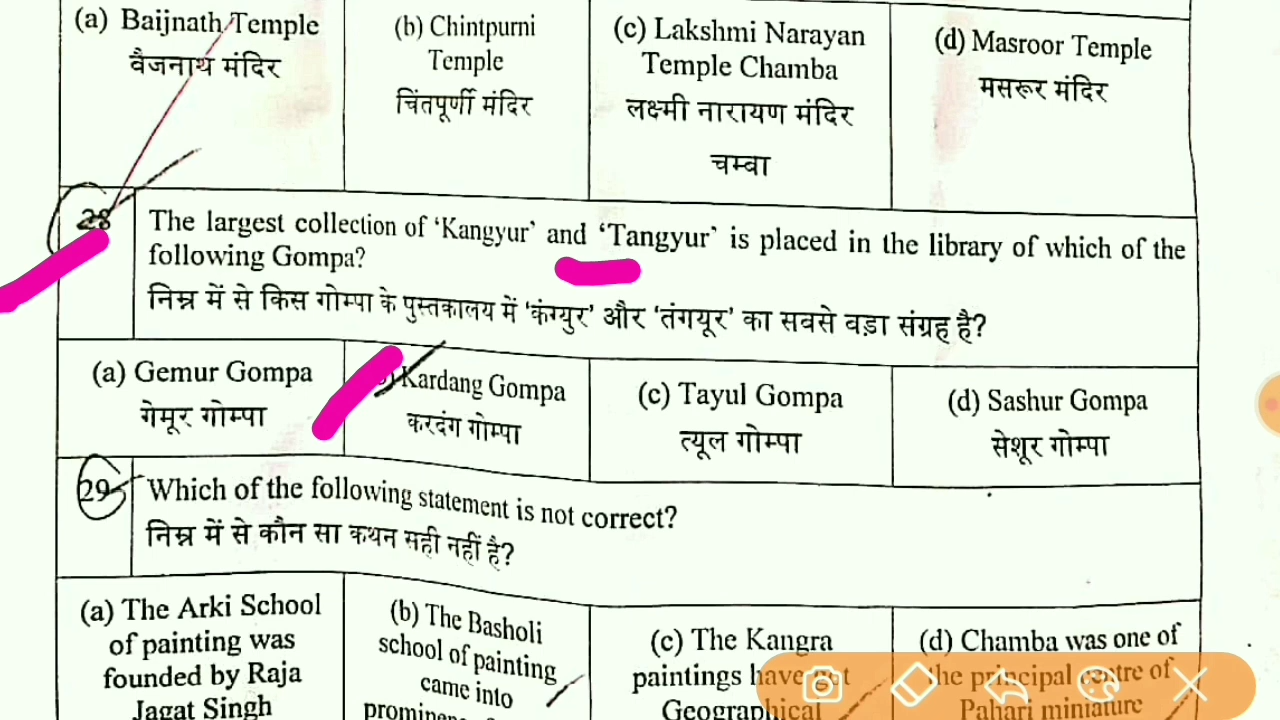 (a) Baijnath Temple
वैजनाथ मंदिर
(b) Chintpurni
Temple
चिंतपूर्णी मंदिर
(c) Lakshmi Narayan
Temple Chamba
लक्ष्मी नारायण मंदिर
चम्वा
(d) Masroor Temple
मसरूर मंदिर
28
The largest collection of ‘Kangyur’ and ‘Tangyur’ is placed in the library of which of the
following Gompa?
निम्न में से किस गोम्पा के पुस्तकालय में ‘कंग्युर’ और ‘तंगयूर’ का सबसे वड़ा संग्रह है?
(a) Gemur Gompa
गेमूर गोम्पा
Kardang Gompa
करदंग गोम्पा
(c) Tayul Gompa
त्यूल गोम्पा
(d) Sashur Gompa
सेशूर गोम्पा
29
Which of the following statement is not correct?
निम्न में से कौन सा कथन सही नहीं है?
(a) The Arki School
of painting was
founded by Raja
Jagat Singh
(b) The Basholi
school of painting
came into
(c) The Kangra
paintings have got
Geographical
(d) Chamba was one of
the principal centre of
Pahari miniature